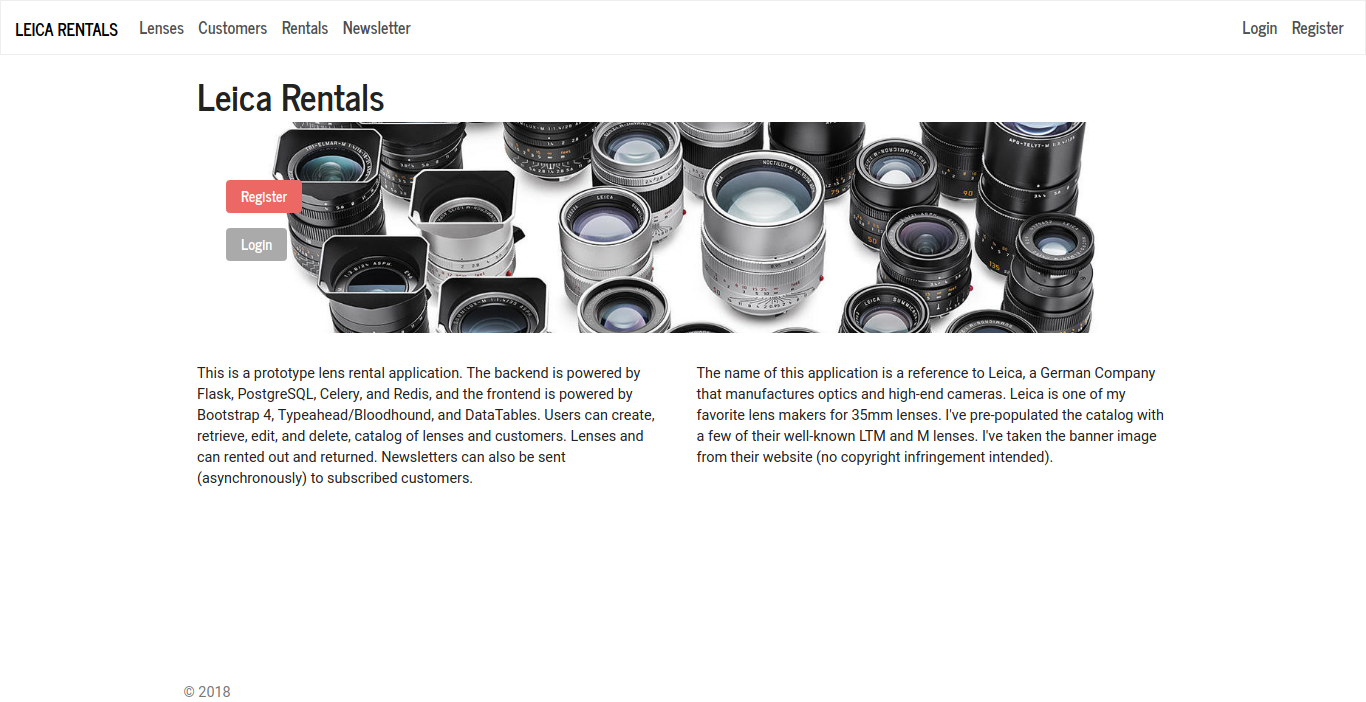 LEICA RENTALS Lenses Customers Rentals Newsletter Login Register
Leica Rentals
Register
Login
This is a prototype lens rental application. The backend is powered by
Flask, PostgreSQL, Celery, and Redis, and the frontend is powered by
Bootstrap 4, Typeahead/Bloodhound, and DataTables. Users can create,
retrieve, edit, and delete, catalog of lenses and customers. Lenses and
can rented out and returned. Newsletters can also be sent
(asynchronously) to subscribed customers.
The name of this application is a reference to Leica, a German Company
that manufactures optics and high-end cameras. Leica is one of my
favorite lens makers for 35mm lenses. I've pre-populated the catalog with
a few of their well-known LTM and M lenses. I've taken the banner image
from their website (no copyright infringement intended).
© 2018